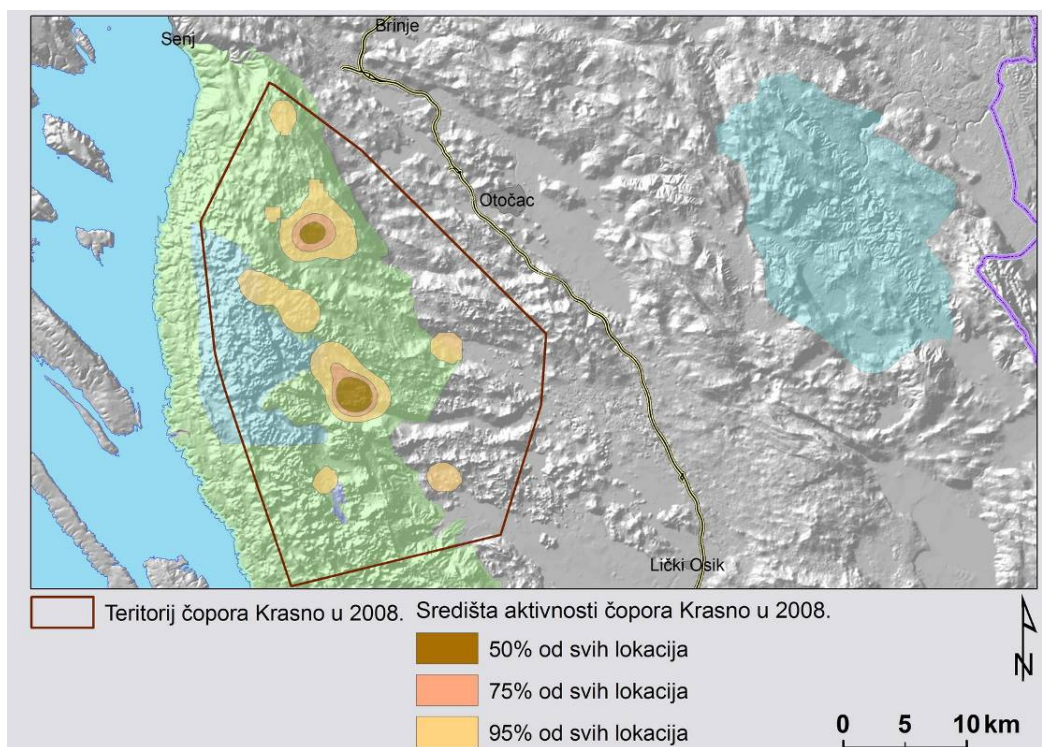 Senj
Brinje
Otočac
Lički Osik
Teritorij čopora Krasno u 2008.
Središta aktivnosti čopora Krasno u 2008.
50% od svih lokacija
75% od svih lokacija
95% od svih lokacija
N
0 5 10 km